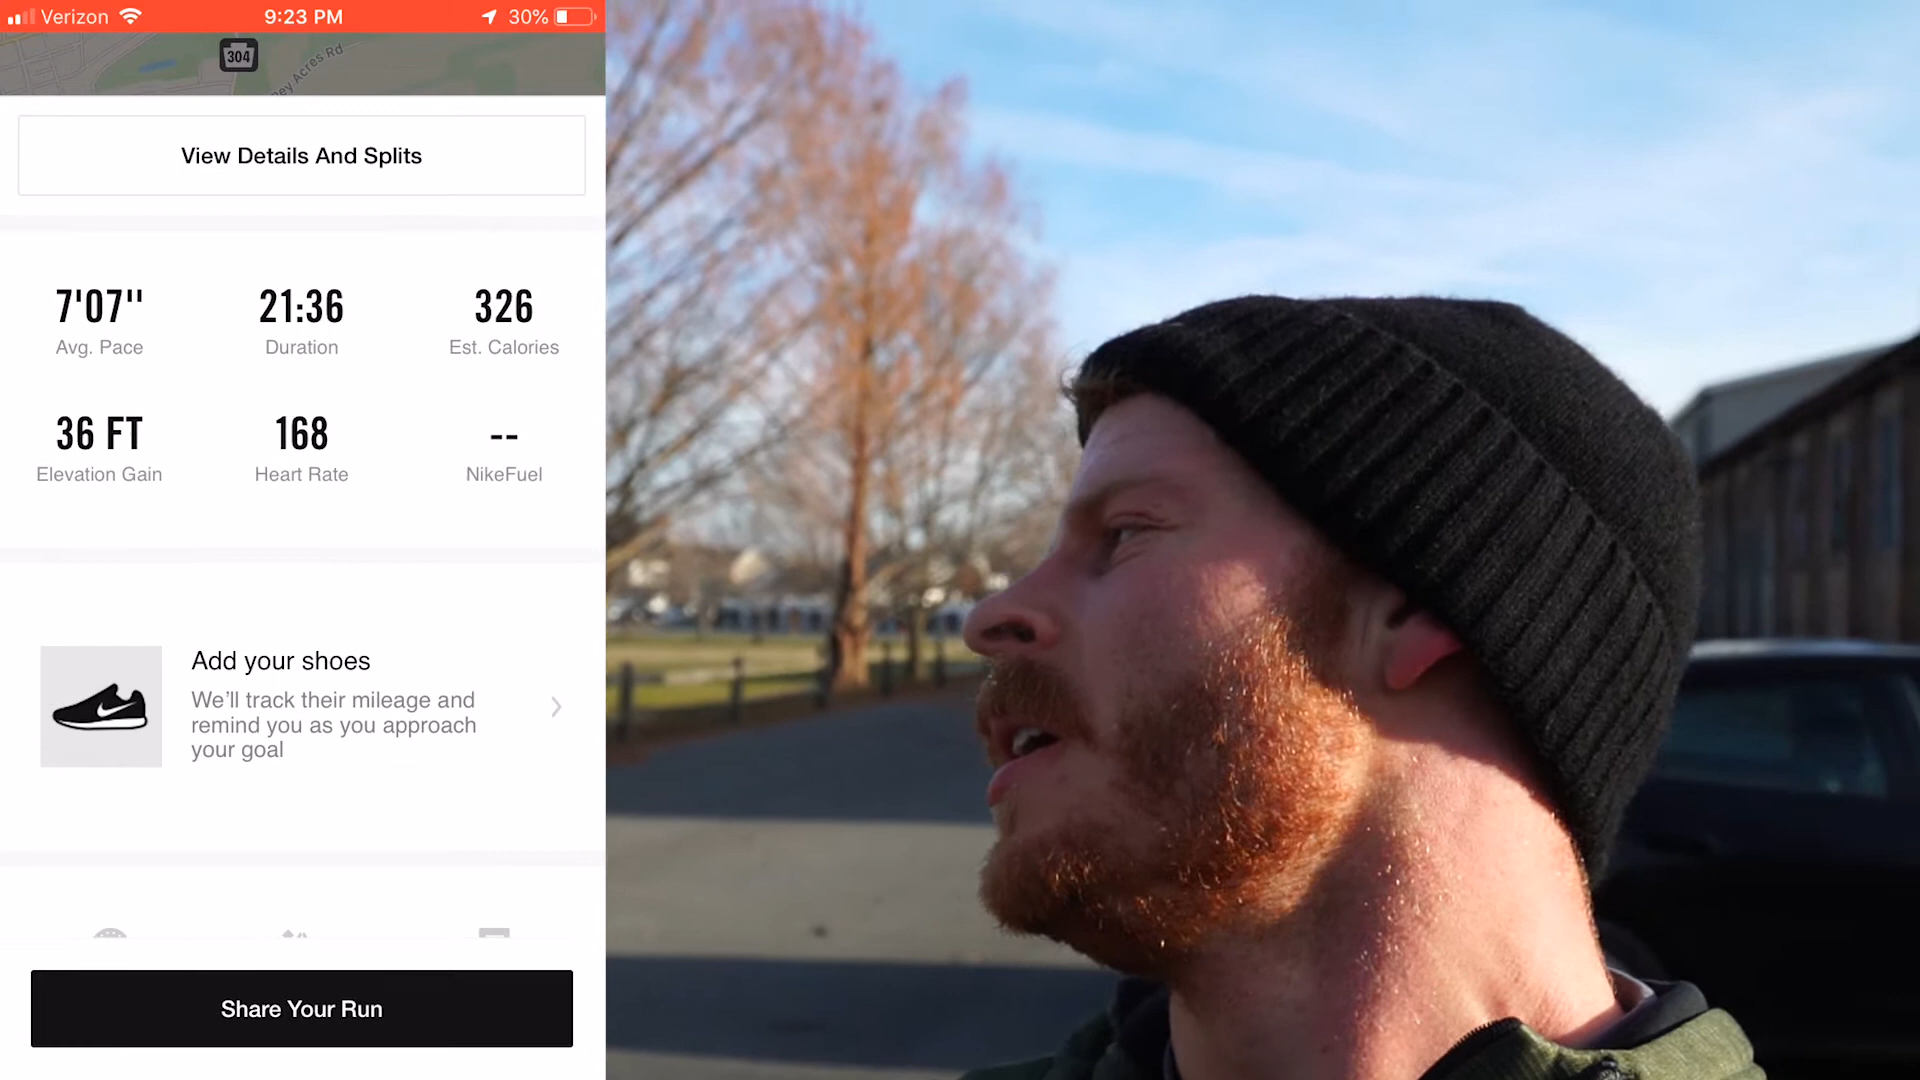 Verizon 9:23 PM 30%
304
ney Acres Rd
View Details And Splits
7'07" 21:36 326
Avg. Pace Duration Est. Calories
36 FT 168 --
Elevation Gain Heart Rate NikeFuel
Add your shoes
We'll track their mileage and
remind you as you approach
your goal
Share Your Run